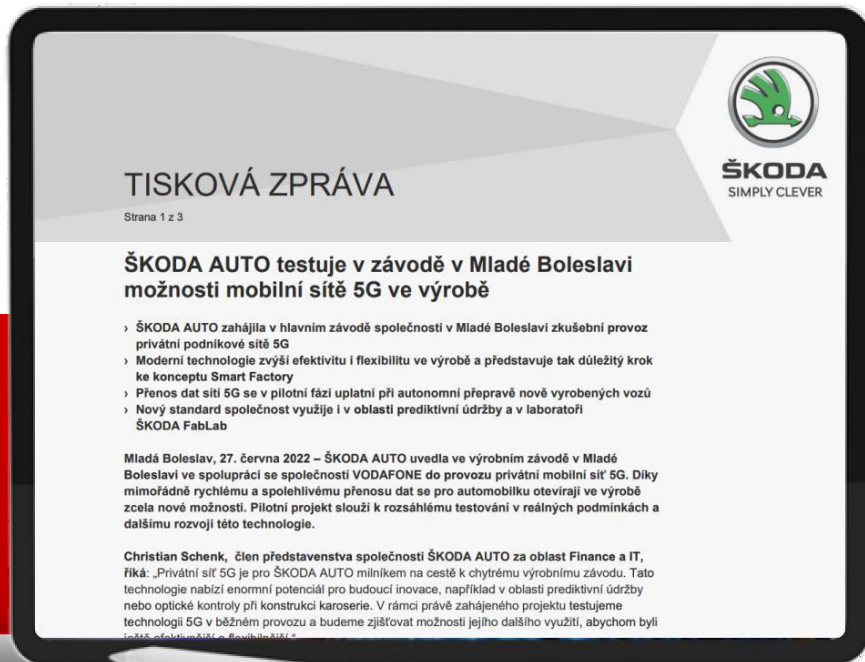 ŠKODA
SIMPLY CLEVER
TISKOVÁ ZPRÁVA
Strana 1 z 3
ŠKODA AUTO testuje v závodě v Mladé Boleslavi
možnosti mobilní sítě 5G ve výrobě
› ŠKODA AUTO zahájila v hlavním závodě společnosti v Mladé Boleslavi zkušební provoz
privátní podnikové sítě 5G
› Moderní technologie zvýší efektivitu i flexibilitu ve výrobě a představuje tak důležitý krok
ke konceptu Smart Factory
› Přenos dat sítí 5G se v pilotní fázi uplatní při autonomní přepravě nově vyrobených vozů
› Nový standard společnost využije i v oblasti prediktivní údržby a v laboratoři
ŠKODA FabLab
Mladá Boleslav, 27. června 2022 – ŠKODA AUTO uvedla ve výrobním závodě v Mladé
Boleslavi ve spolupráci se společností VODAFONE do provozu privátní mobilní síť 5G. Díky
mimořádně rychlému a spolehlivému přenosu dat se pro automobilku otevírají ve výrobě
zcela nové možnosti. Pilotní projekt slouží k rozsáhlému testování v reálných podmínkách a
dalšímu rozvoji této technologie.
Christian Schenk, člen představenstva společnosti ŠKODA AUTO za oblast Finance a IT,
říká: „Privátní síť 5G je pro ŠKODA AUTO milníkem na cestě k chytrému výrobnímu závodu. Tato
technologie nabízí enormní potenciál pro budoucí inovace, například v oblasti prediktivní údržby
nebo optické kontroly při konstrukci karoserie. V rámci právě zahájeného projektu testujeme
technologii 5G v běžném provozu a budeme zjišťovat možnosti jejího dalšího využití, abychom byli
ještě efektivnější a flexibilnější.“